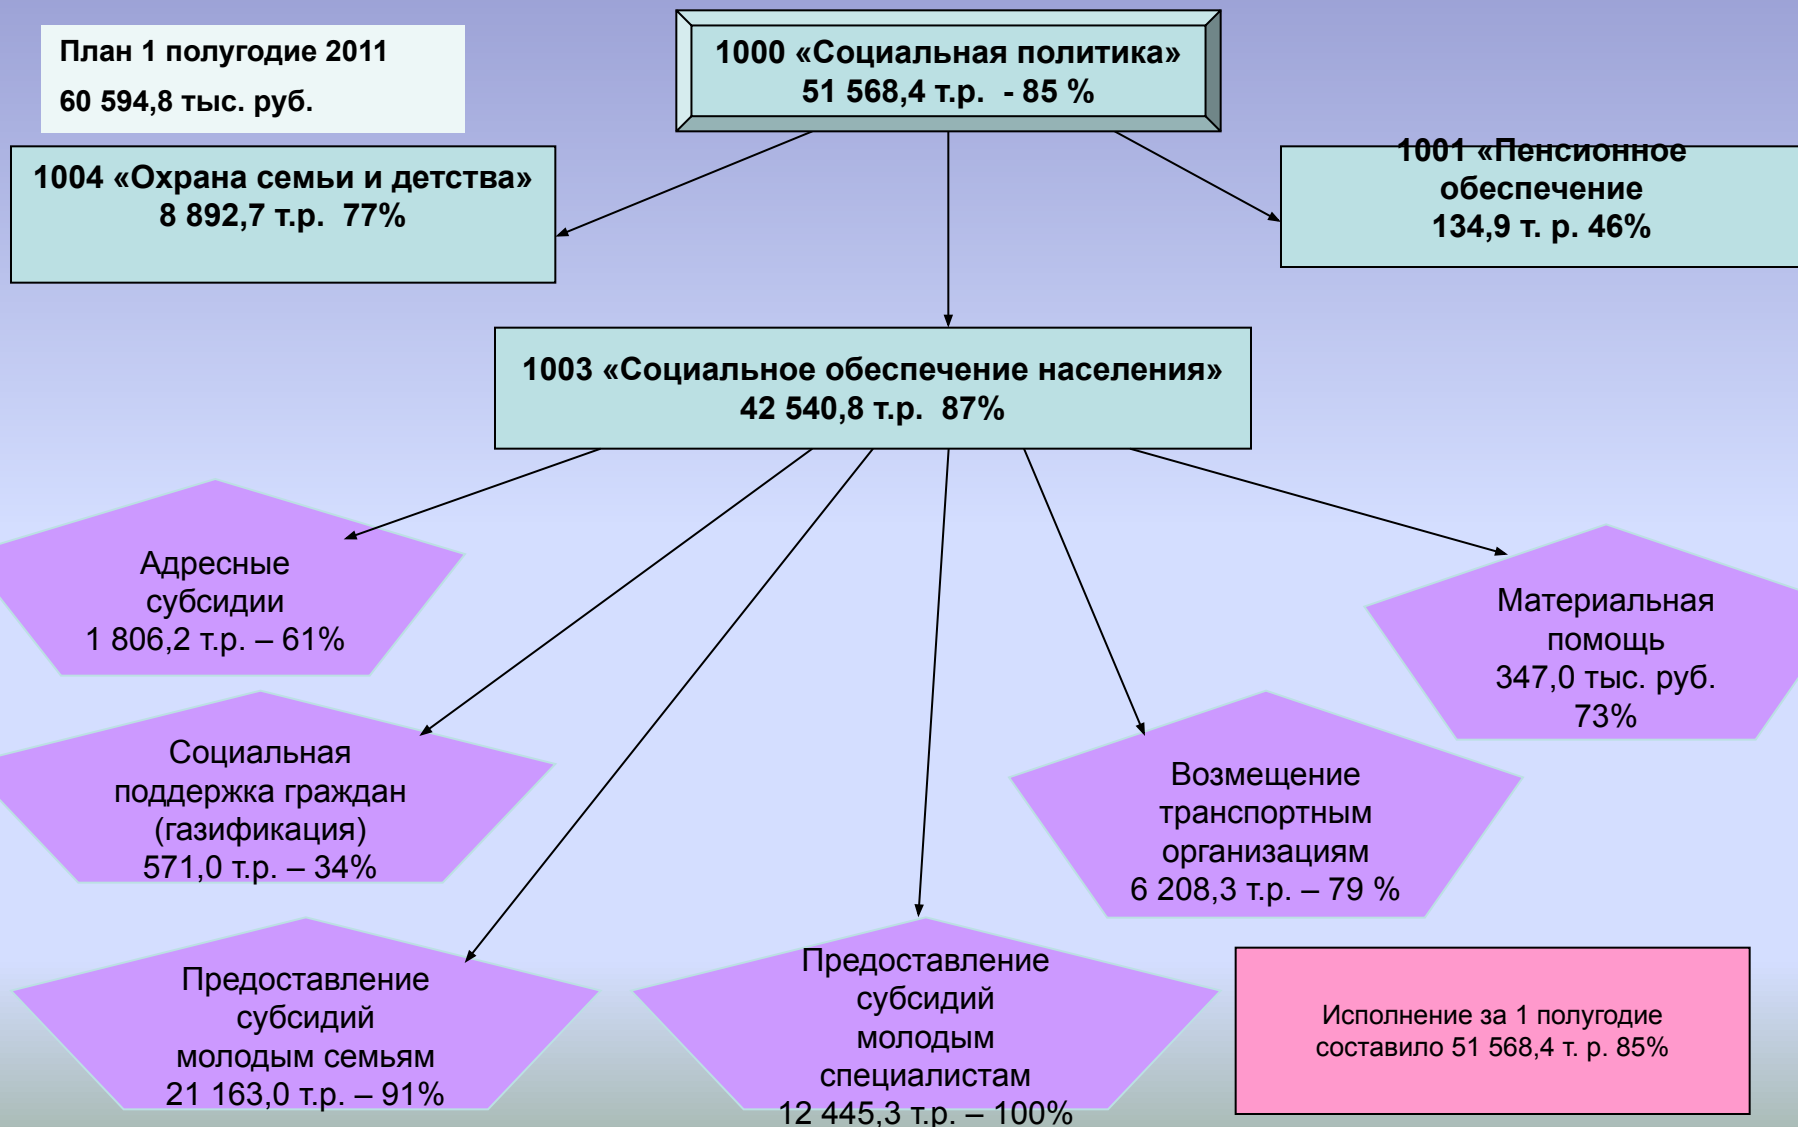 План 1 полугодие 2011
60 594,8 тыс. руб.
1000 «Социальная политика»
51 568,4 т.р.  - 85 %
1004 «Охрана семьи и детства»
8 892,7 т.р.  77%
1001 «Пенсионное
обеспечение
134,9 т. р. 46%
1003 «Социальное обеспечение населения»
42 540,8 т.р.  87%
Адресные
субсидии
1 806,2 т.р. – 61%
Материальная
помощь
347,0 тыс. руб.
73%
Социальная
поддержка граждан
(газификация)
571,0 т.р. – 34%
Возмещение
транспортным
организациям
6 208,3 т.р. – 79 %
Предоставление
субсидий
молодым семьям
21 163,0 т.р. – 91%
Предоставление
субсидий
молодым
специалистам
12 445,3 т.р. – 100%
Исполнение за 1 полугодие
составило 51 568,4 т. р. 85%